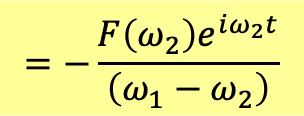 = − F(ω₂)e^{iω₂t} / (ω₁ − ω₂)